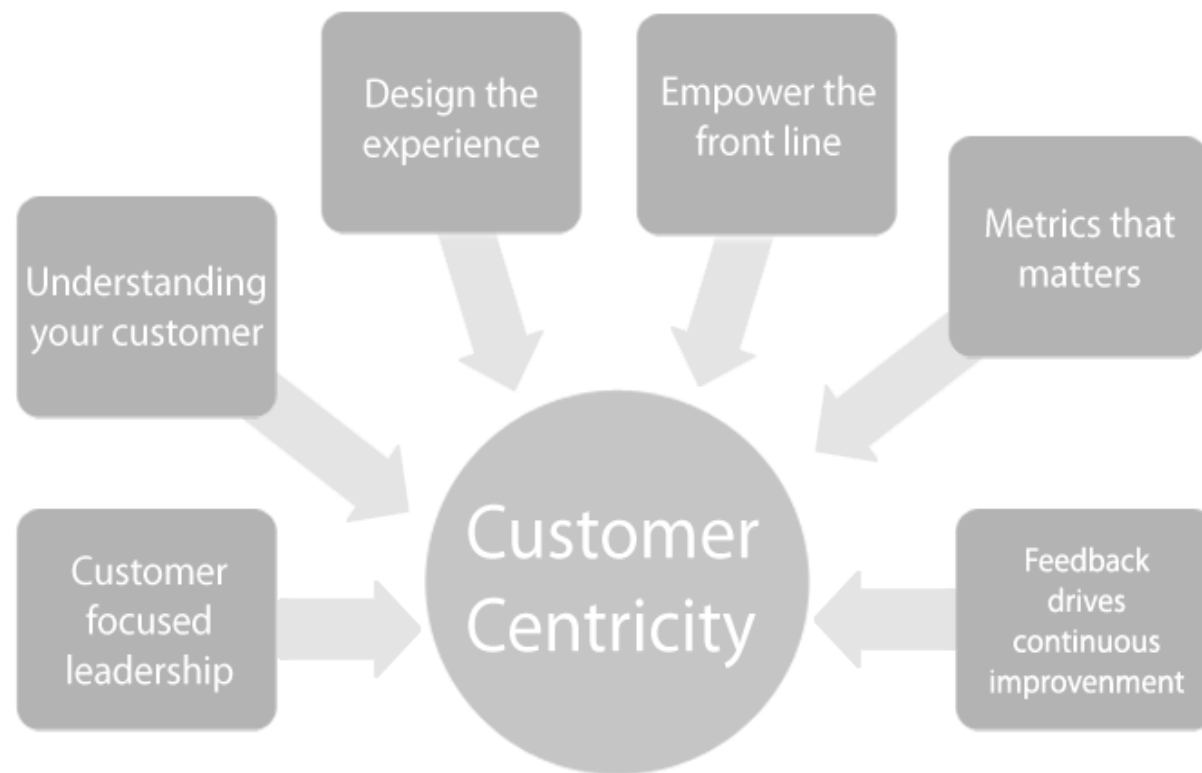 Design the
experience
Empower the
front line
Understanding
your customer
Metrics that
matters
Customer
focused
leadership
Customer
Centricity
Feedback
drives
continuous
improvenment